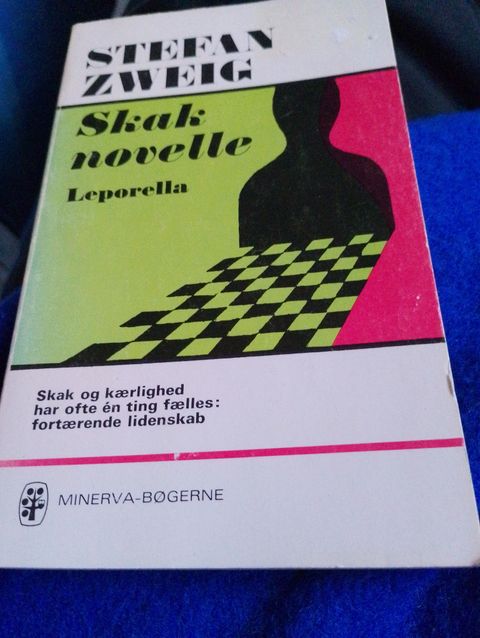 STEFAN
ZWEIG
Skak
novelle
Leporella
Skak og kærlighed
har ofte én ting fælles:
fortærende lidenskab
MINERVA-BØGERNE